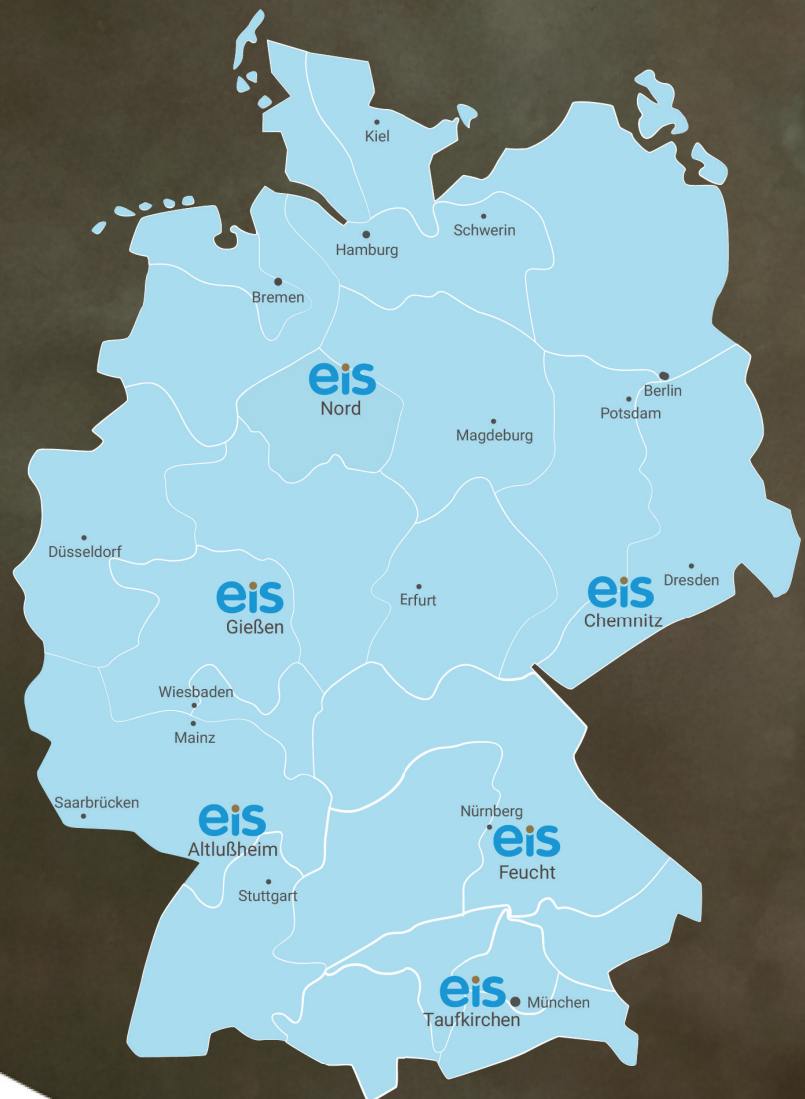 Kiel
Schwerin
Hamburg
Bremen
eis
Nord
Berlin
Potsdam
Magdeburg
Düsseldorf
eis
Gießen
Erfurt
eis
Chemnitz
Dresden
Wiesbaden
Mainz
Saarbrücken
eis
Altlußheim
Nürnberg
eis
Feucht
Stuttgart
eis
Taufkirchen
München